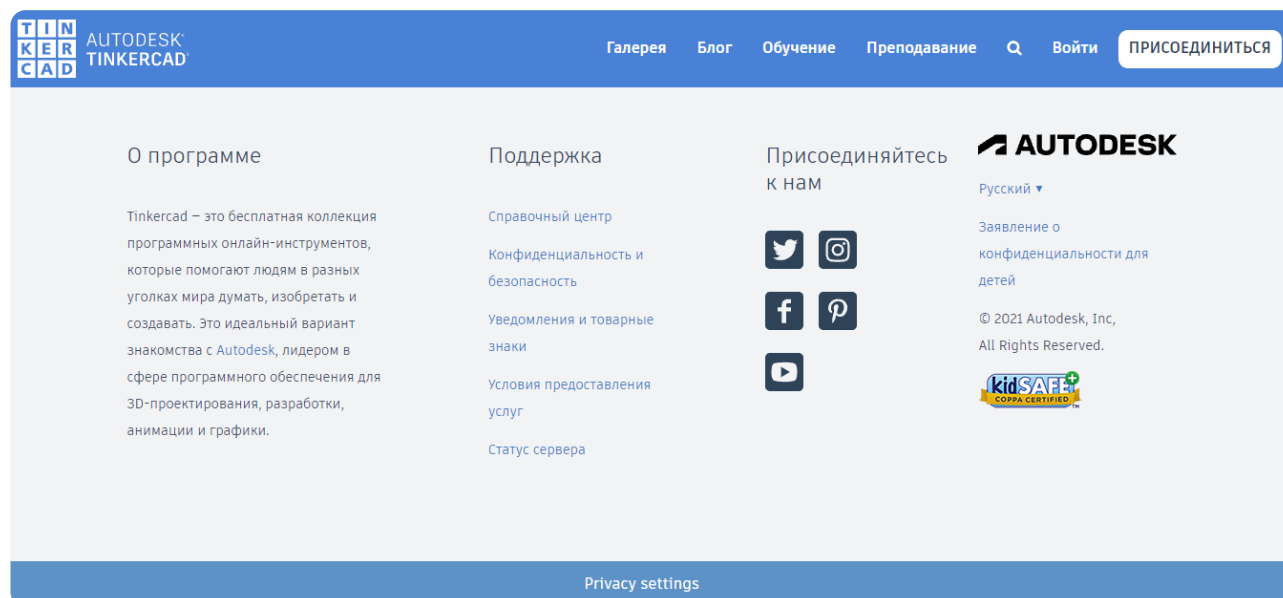 TIN
KER
CAD
AUTODESK®
TINKERCAD®
Галерея Блог Обучение Преподавание Войти ПРИСОЕДИНИТЬСЯ
О программе
Tinkercad — это бесплатная коллекция
программных онлайн-инструментов,
которые помогают людям в разных
уголках мира думать, изобретать и
создавать. Это идеальный вариант
знакомства с Autodesk, лидером в
сфере программного обеспечения для
3D-проектирования, разработки,
анимации и графики.
Поддержка
Справочный центр
Конфиденциальность и
безопасность
Уведомления и товарные
знаки
Условия предоставления
услуг
Статус сервера
Присоединяйтесь
к нам
AUTODESK
Русский ▾
Заявление о
конфиденциальности для
детей
© 2021 Autodesk, Inc,
All Rights Reserved.
kidSAFE+
COPPA CERTIFIED
Privacy settings